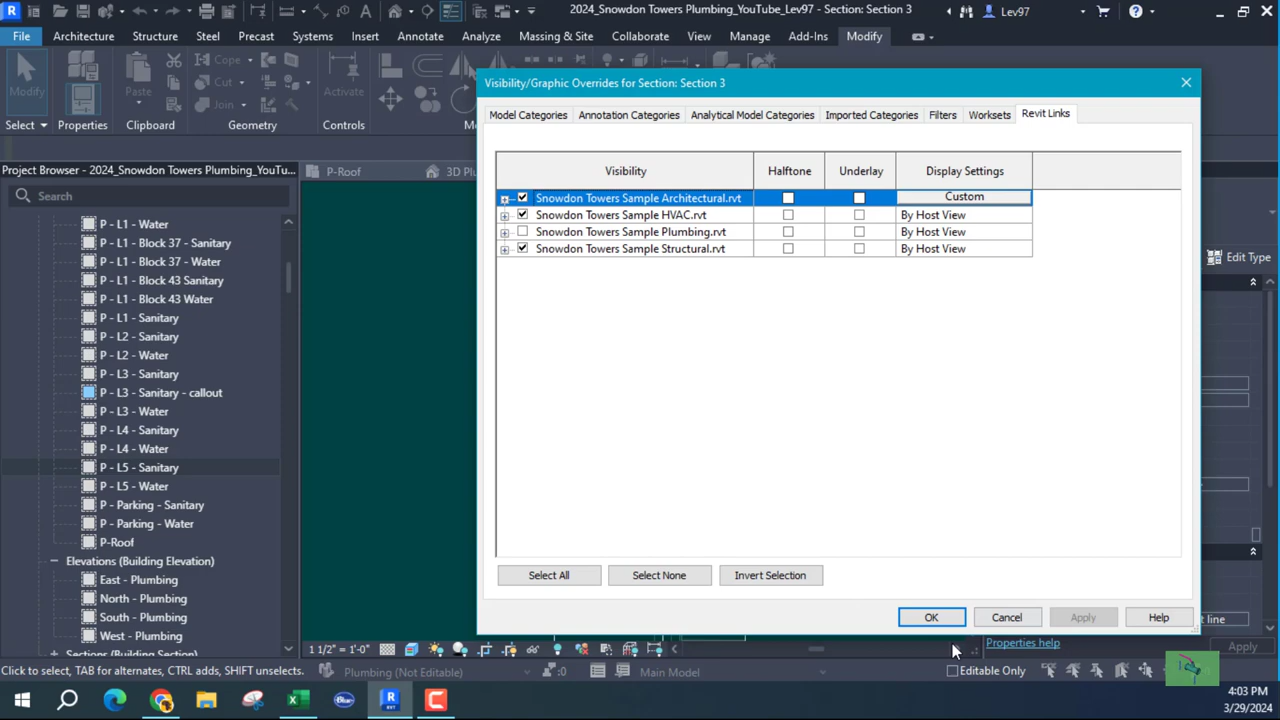 2024_Snowdon Towers Plumbing_YouTube_Lev97 - Section: Section 3
Lev97
File
Architecture
Structure
Steel
Precast
Systems
Insert
Annotate
Analyze
Massing & Site
Collaborate
View
Manage
Add-Ins
Modify
Modify
Properties
Paste
Cope
Cut
Join
Activate
Select
Properties
Clipboard
Geometry
Controls
Visibility/Graphic Overrides for Section: Section 3
Model Categories
Annotation Categories
Analytical Model Categories
Imported Categories
Filters
Worksets
Revit Links
Visibility
Halftone
Underlay
Display Settings
Snowdon Towers Sample Architectural.rvt
Custom
Snowdon Towers Sample HVAC.rvt
By Host View
Snowdon Towers Sample Plumbing.rvt
By Host View
Snowdon Towers Sample Structural.rvt
By Host View
Select All
Select None
Invert Selection
OK
Cancel
Apply
Help
Project Browser - 2024_Snowdon Towers Plumbing_YouTu...
P-Roof
Search
P - L1 - Water
P - L1 - Block 37 - Sanitary
P - L1 - Block 37 - Water
P - L1 - Block 43 Sanitary
P - L1 - Block 43 Water
P - L1 - Sanitary
P - L2 - Sanitary
P - L2 - Water
P - L3 - Sanitary
P - L3 - Sanitary - callout
P - L3 - Water
P - L4 - Sanitary
P - L4 - Water
P - L5 - Sanitary
P - L5 - Water
P - Parking - Sanitary
P - Parking - Water
P-Roof
Elevations (Building Elevation)
East - Plumbing
North - Plumbing
South - Plumbing
West - Plumbing
Edit Type
Properties help
Apply
1 1/2" = 1'-0"
Click to select, TAB for alternates, CTRL adds, SHIFT unselects.
Plumbing (Not Editable)
:0
Main Model
Editable Only
4:03 PM
3/29/2024